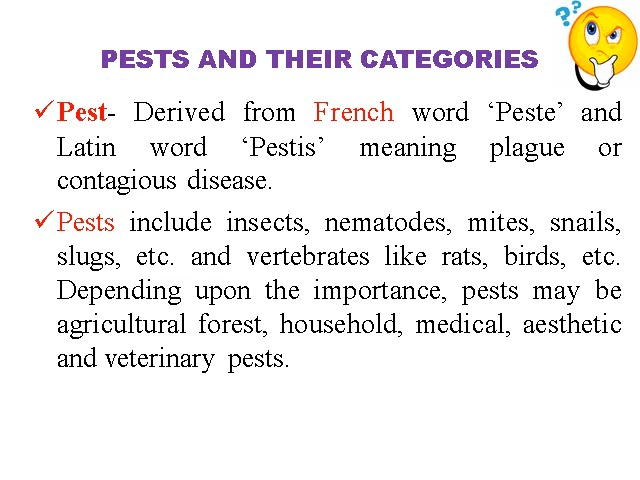 PESTS AND THEIR CATEGORIES
??
✓Pest- Derived from French word ‘Peste’ and
Latin word ‘Pestis’ meaning plague or
contagious disease.
✓Pests include insects, nematodes, mites, snails,
slugs, etc. and vertebrates like rats, birds, etc.
Depending upon the importance, pests may be
agricultural forest, household, medical, aesthetic
and veterinary pests.